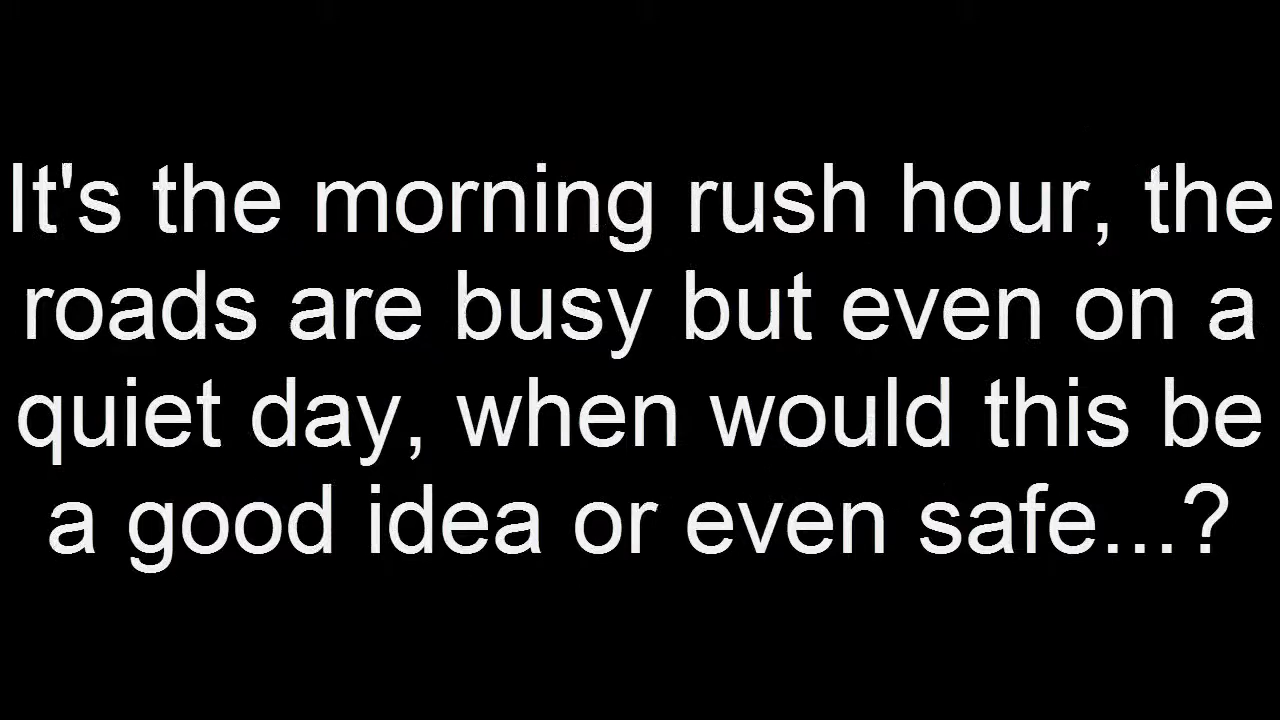 It's the morning rush hour, the
roads are busy but even on a
quiet day, when would this be
a good idea or even safe...?